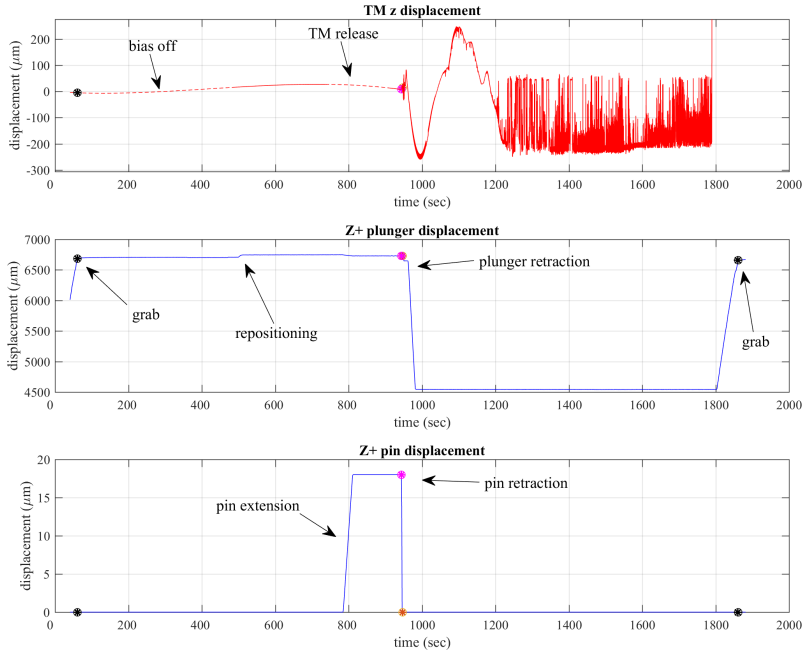 TM z displacement
200
100
0
-100
-200
-300
displacement (μm)
bias off
TM release
0 200 400 600 800 1000 1200 1400 1600 1800 2000
time (sec)
Z+ plunger displacement
7000
6500
6000
5500
5000
4500
displacement (μm)
grab
repositioning
plunger retraction
grab
0 200 400 600 800 1000 1200 1400 1600 1800 2000
time (sec)
Z+ pin displacement
20
15
10
5
0
displacement (μm)
pin extension
pin retraction
0 200 400 600 800 1000 1200 1400 1600 1800 2000
time (sec)